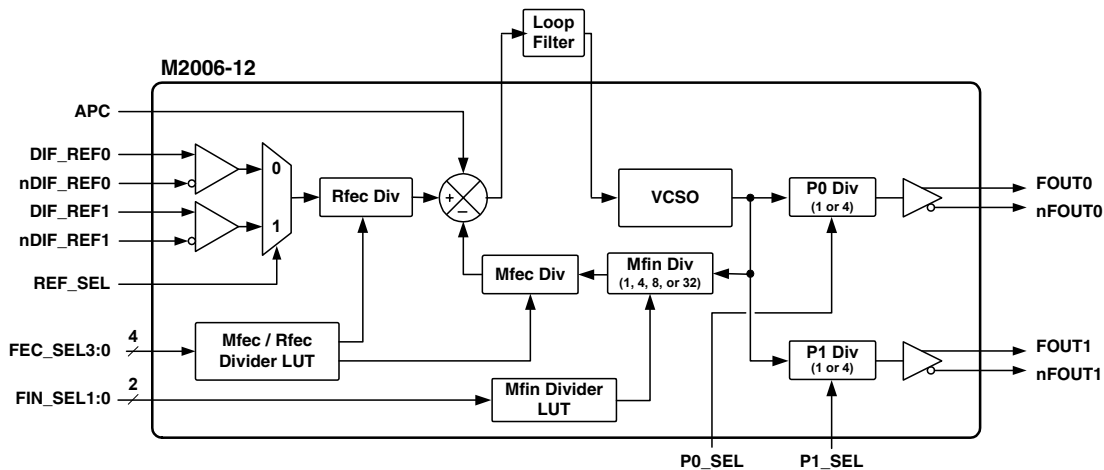 Loop
Filter
M2006-12
APC
DIF_REF0
nDIF_REF0
DIF_REF1
nDIF_REF1
REF_SEL
0
1
Rfec Div
+
−
VCSO
P0 Div
(1 or 4)
FOUT0
nFOUT0
Mfec Div
Mfin Div
(1, 4, 8, or 32)
FEC_SEL3:0
4
Mfec / Rfec
Divider LUT
FIN_SEL1:0
2
Mfin Divider
LUT
P1 Div
(1 or 4)
FOUT1
nFOUT1
P0_SEL
P1_SEL